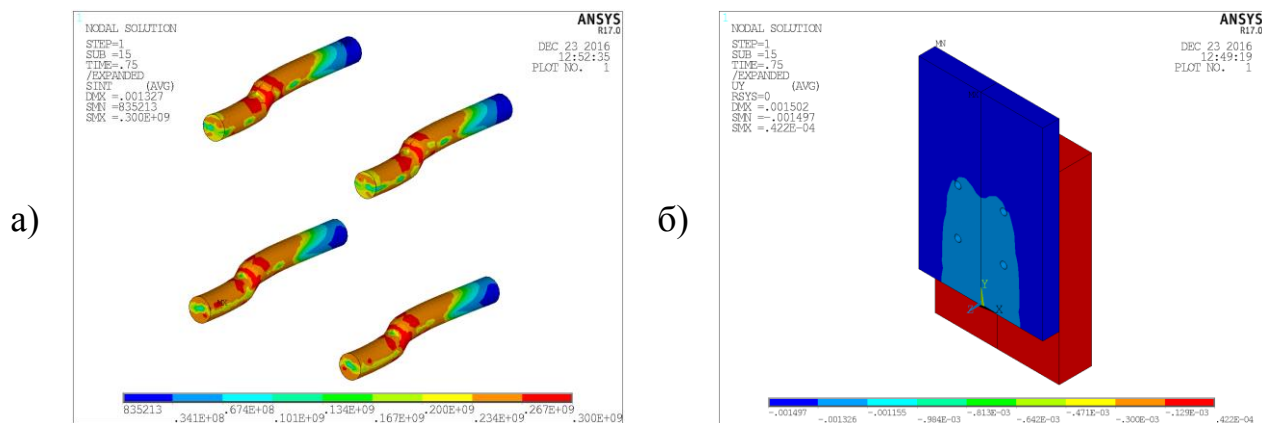 а)
1
NODAL SOLUTION
STEP=1
SUB =15
TIME=.75
/EXPANDED
SINT (AVG)
DMX =.001327
SMN =835213
SMX =.300E+09
ANSYS
R17.0
DEC 23 2016
12:52:35
PLOT NO. 1
835213 .674E+08 .134E+09 .200E+09 .267E+09
.341E+08 .101E+09 .167E+09 .234E+09 .300E+09
б)
1
NODAL SOLUTION
STEP=1
SUB =15
TIME=.75
/EXPANDED
UY (AVG)
RSYS=0
DMX =.001502
SMN =-.001497
SMX =.422E-04
ANSYS
R17.0
DEC 23 2016
12:49:19
PLOT NO. 1
MN
Y
Z X
-.001497 -.001155 -.813E-03 -.471E-03 -.129E-03
-.001326 -.984E-03 -.642E-03 -.300E-03 .422E-04